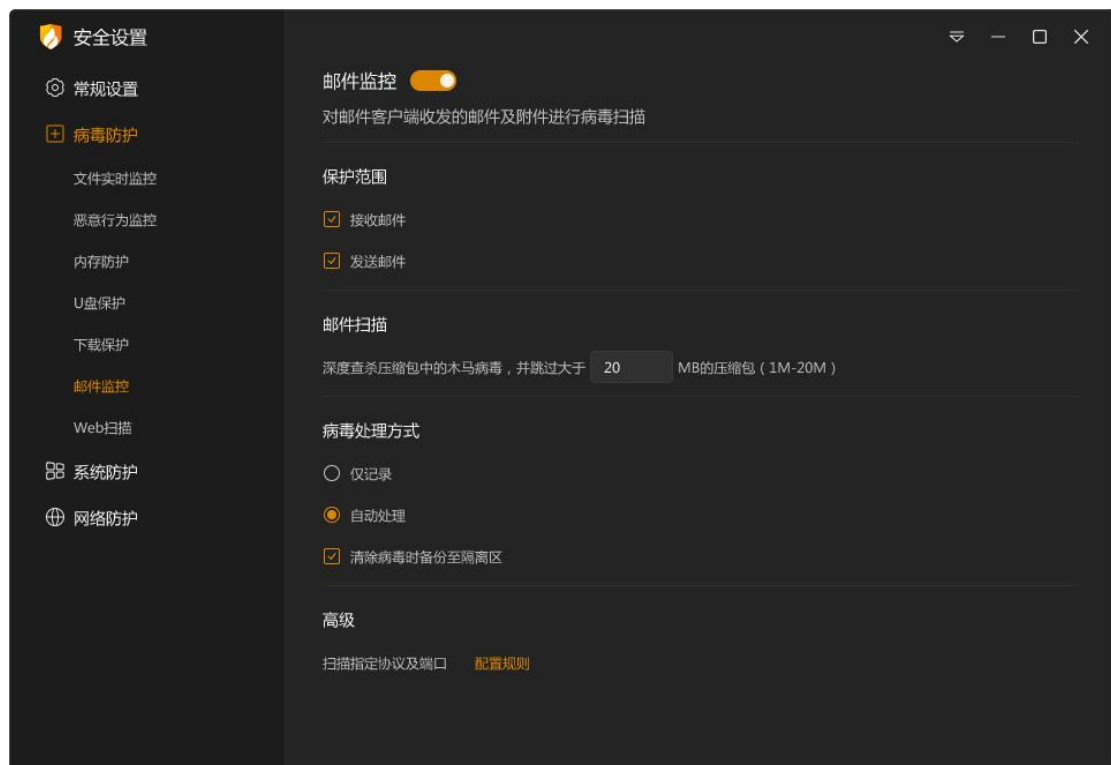 安全设置
常规设置
病毒防护
文件实时监控
恶意行为监控
内存防护
U盘保护
下载保护
邮件监控
Web扫描
系统防护
网络防护
邮件监控
对邮件客户端收发的邮件及附件进行病毒扫描
保护范围
接收邮件
发送邮件
邮件扫描
深度查杀压缩包中的木马病毒，并跳过大于 20 MB的压缩包（1M-20M）
病毒处理方式
仅记录
自动处理
清除病毒时备份至隔离区
高级
扫描指定协议及端口 配置规则